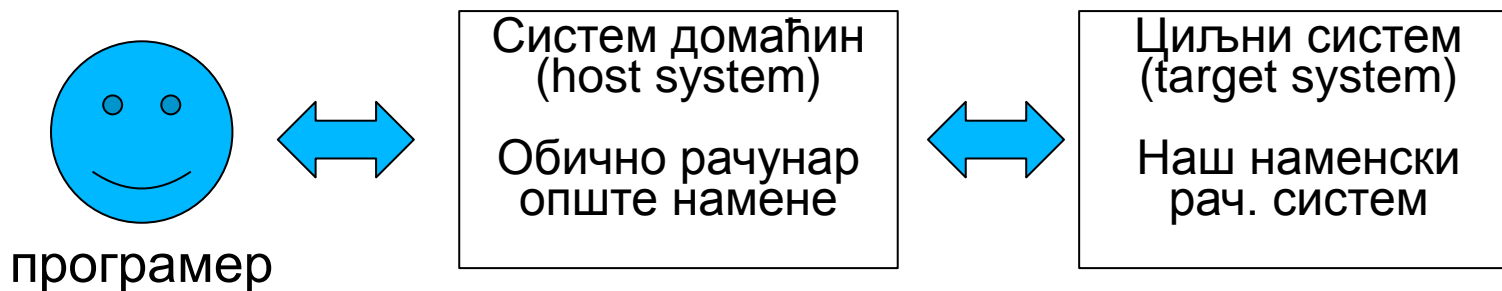 програмер
Систем домаћин
(host system)
Обично рачунар
опште намене
Циљни систем
(target system)
Наш наменски
рач. систем